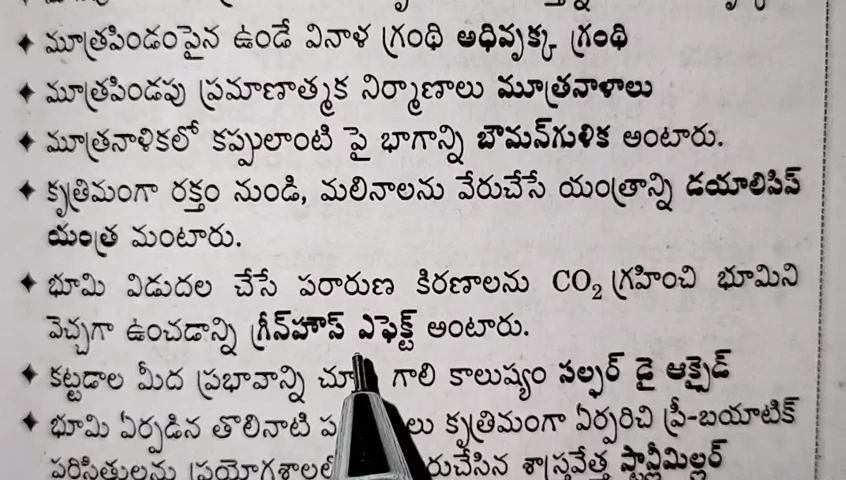 ✦ మూత్రపిండంపైన ఉండే వినాళ గ్రంథి అధివృక్క గ్రంథి
✦ మూత్రపిండపు ప్రమాణాత్మక నిర్మాణాలు మూత్రనాళాలు
✦ మూత్రనాళికలో కప్పులాంటి పై భాగాన్ని బౌమన్‌గుళిక అంటారు.
✦ కృత్రిమంగా రక్తం నుండి, మలినాలను వేరుచేసే యంత్రాన్ని డయాలిసిస్
యంత్ర మంటారు.
✦ భూమి విడుదల చేసే పరారుణ కిరణాలను CO₂ గ్రహించి భూమిని
వెచ్చగా ఉంచడాన్ని గ్రీన్‌హౌస్ ఎఫెక్ట్ అంటారు.
✦ కట్టడాల మీద ప్రభావాన్ని చూ గాలి కాలుష్యం సల్ఫర్ డై ఆక్సైడ్
✦ భూమి ఏర్పడిన తొలినాటి ప లు కృత్రిమంగా ఏర్పరిచి ప్రీ-బయాటిక్
పరిసితులను ప్రయోగశాలల రుచేసిన శాస్త్రవేత్త స్టాన్లీమిల్లర్